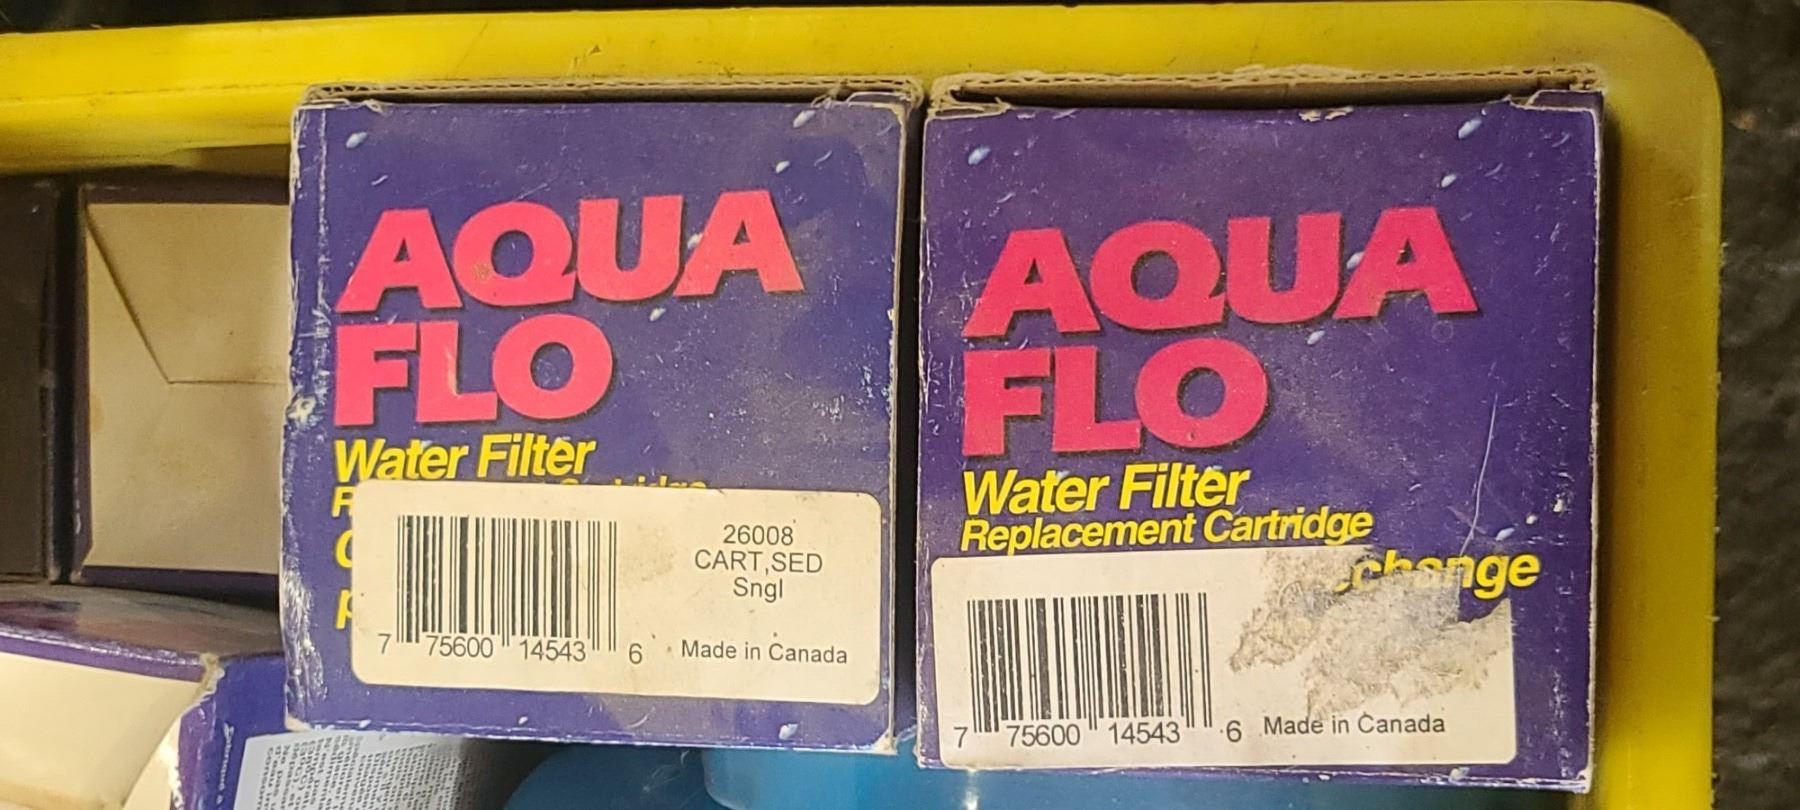 AQUA
FLO
Water Filter
26008
CART,SED
Sngl
7 75600 14543 6
Made in Canada
AQUA
FLO
Water Filter
Replacement Cartridge
7 75600 14543 6
Made in Canada